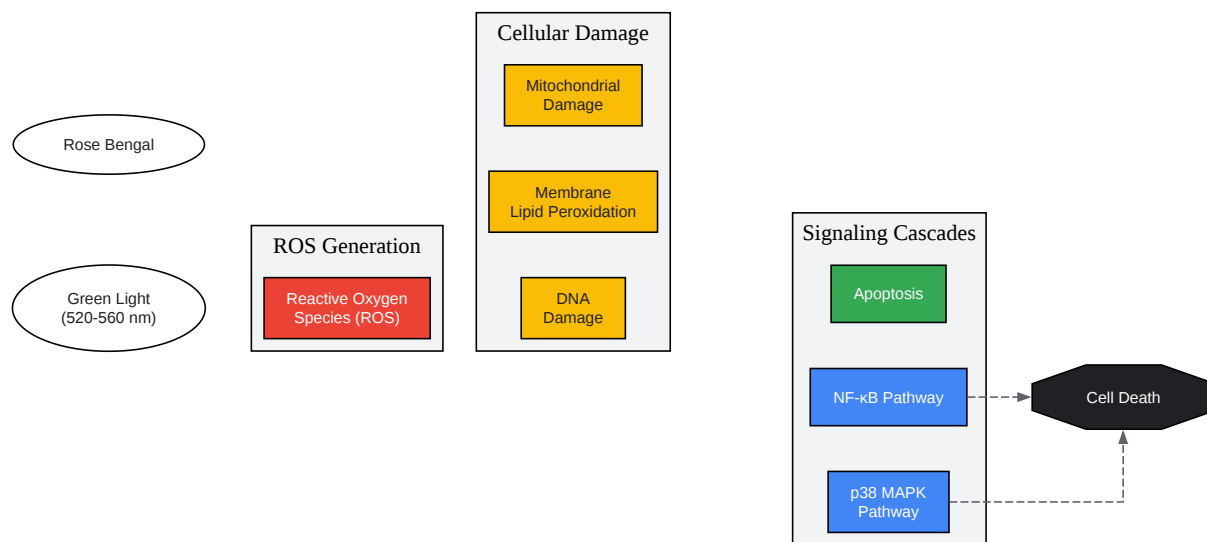 Rose Bengal
Green Light
(520-560 nm)
ROS Generation
Reactive Oxygen
Species (ROS)
Cellular Damage
Mitochondrial
Damage
Membrane
Lipid Peroxidation
DNA
Damage
Signaling Cascades
Apoptosis
NF-κB Pathway
p38 MAPK
Pathway
Cell Death